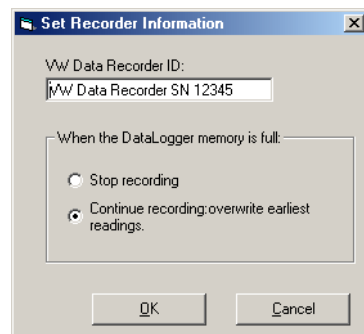 Set Recorder Information
VW Data Recorder ID:
VW Data Recorder SN 12345
When the DataLogger memory is full:
Stop recording
Continue recording:overwrite earliest
readings.
OK
Cancel